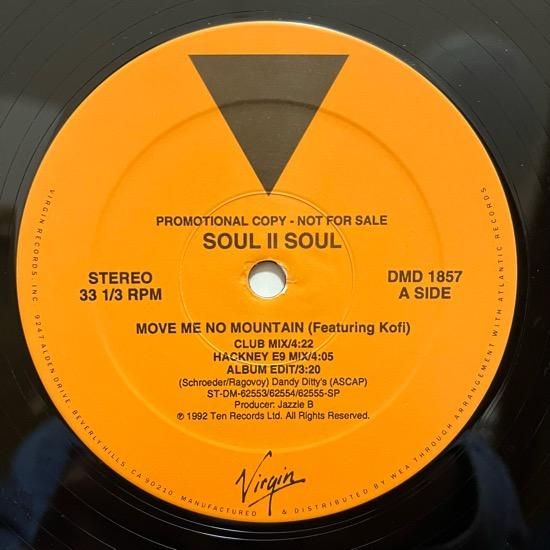 PROMOTIONAL COPY - NOT FOR SALE
SOUL II SOUL
STEREO
33 1/3 RPM
DMD 1857
A SIDE
MOVE ME NO MOUNTAIN (Featuring Kofi)
CLUB MIX/4:22
HACKNEY E9 MIX/4:05
ALBUM EDIT/3:20
(Schroeder/Ragovoy) Dandy Ditty's (ASCAP)
ST-DM-62553/62554/62555-SP
Producer: Jazzie B
℗ 1992 Ten Records Ltd. All Rights Reserved.
Virgin
VIRGIN RECORDS, INC. 9247 ALDEN DRIVE, BEVERLY HILLS, CA 90210 MANUFACTURED & DISTRIBUTED BY WEA THROUGH ARRANGEMENT WITH ATLANTIC RECORDS